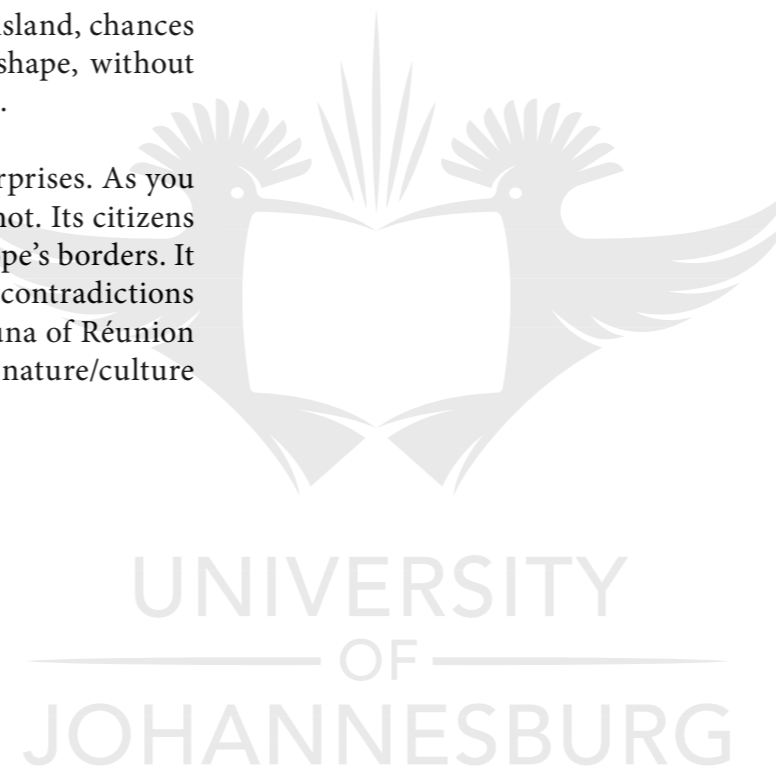 island, chances
shape, without
.
rprises. As you
not. Its citizens
pe’s borders. It
contradictions
una of Réunion
nature/culture
UNIVERSITY
OF
JOHANNESBURG